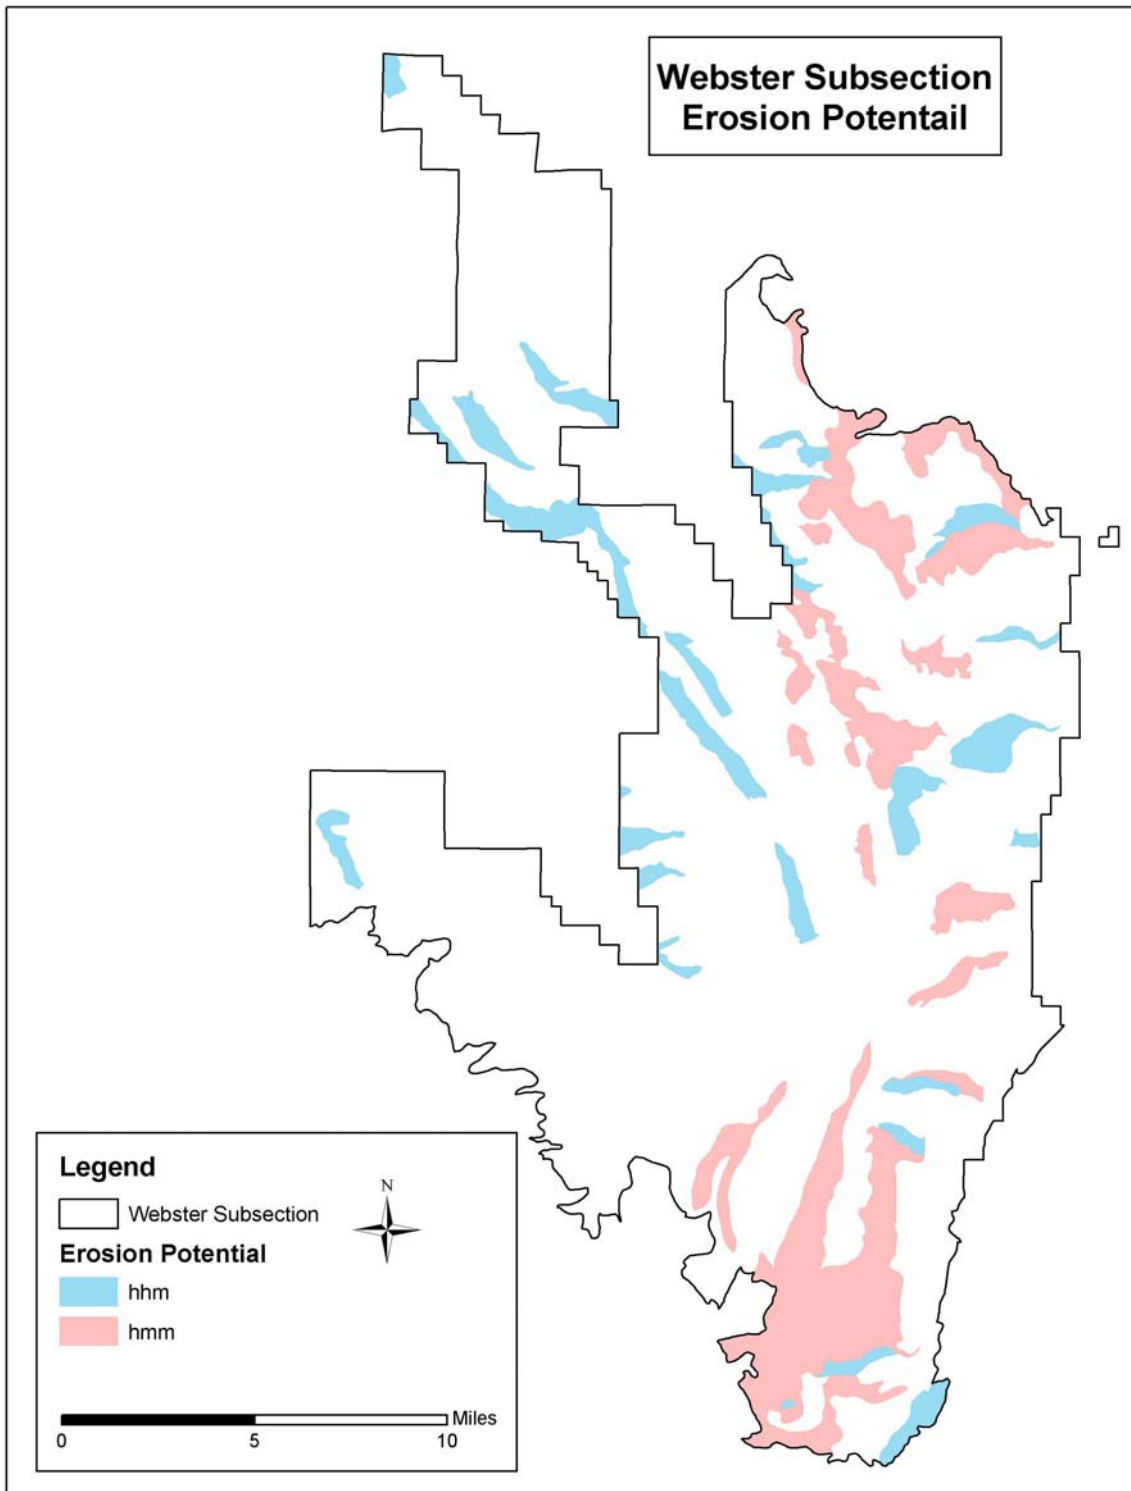 Webster Subsection
Erosion Potentail
Legend
N
Webster Subsection
Erosion Potential
hhm
hmm
Miles
0 5 10